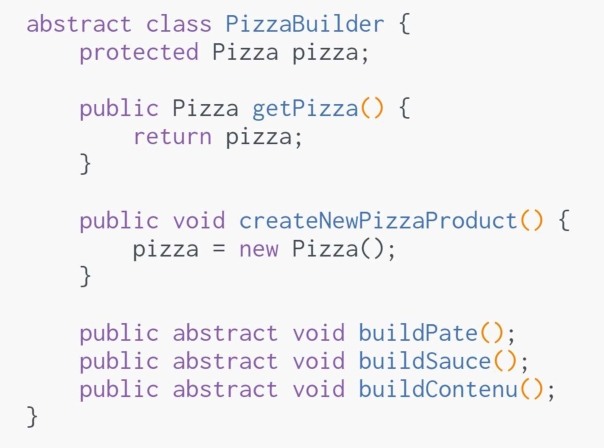 abstract class PizzaBuilder {
    protected Pizza pizza;

    public Pizza getPizza() {
        return pizza;
    }

    public void createNewPizzaProduct() {
        pizza = new Pizza();
    }

    public abstract void buildPate();
    public abstract void buildSauce();
    public abstract void buildContenu();
}